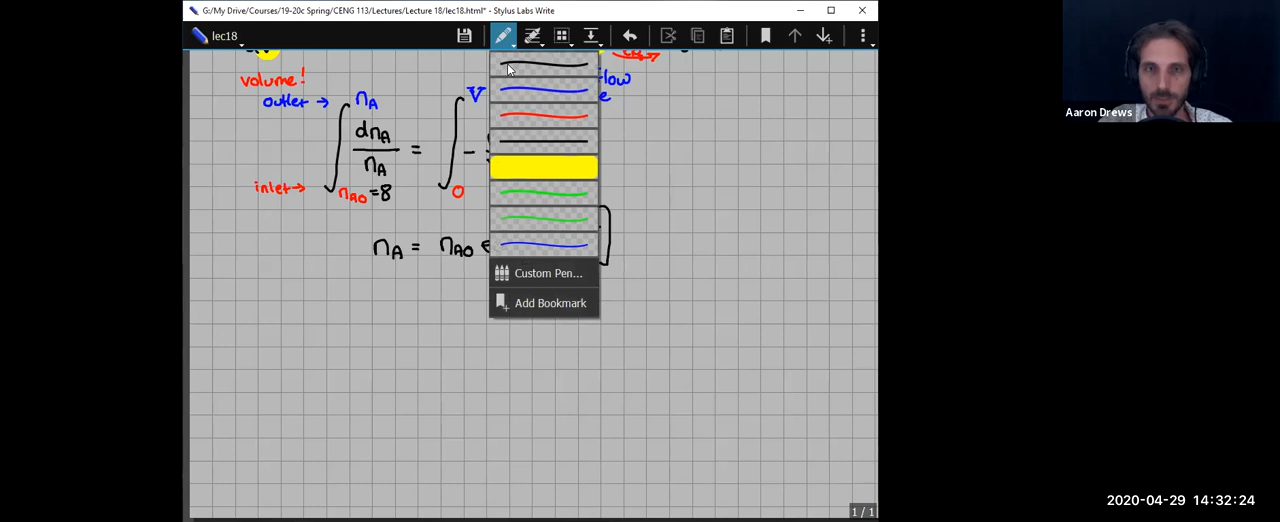 G:/My Drive/Courses/19-20c Spring/CENG 113/Lectures/Lecture 18/lec18.html* - Stylus Labs Write
lec18
volume!
outlet → nA V
dnA
nA
= -
inlet → nA0 = 8 0
nA = nA0
flow
Custom Pen...
Add Bookmark
1 / 1
Aaron Drews
2020-04-29 14:32:24